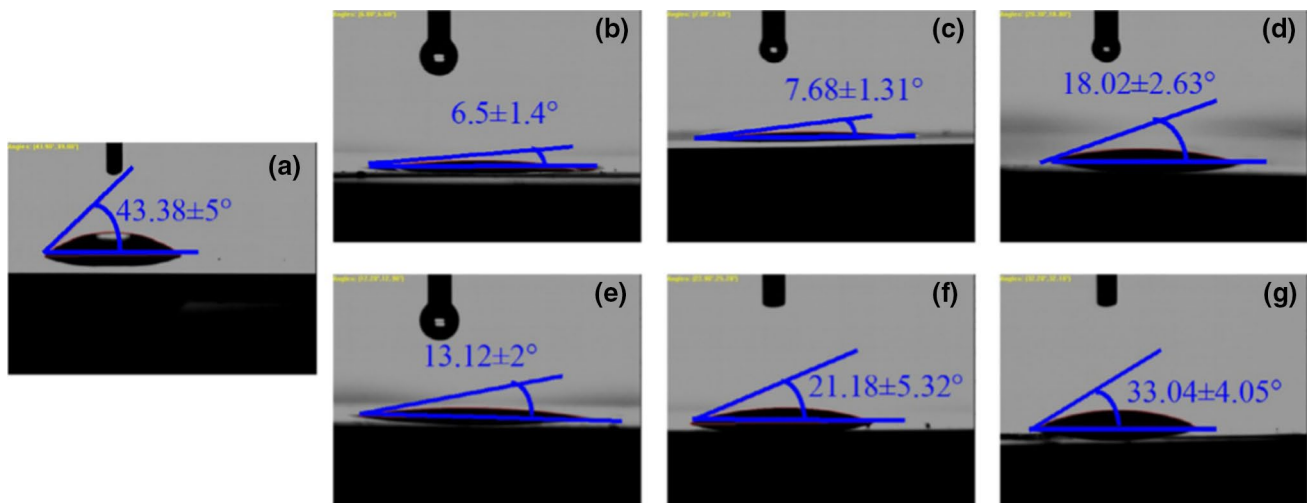 (a)
43.38±5°
(b)
6.5±1.4°
(c)
7.68±1.31°
(d)
18.02±2.63°
(e)
13.12±2°
(f)
21.18±5.32°
(g)
33.04±4.05°